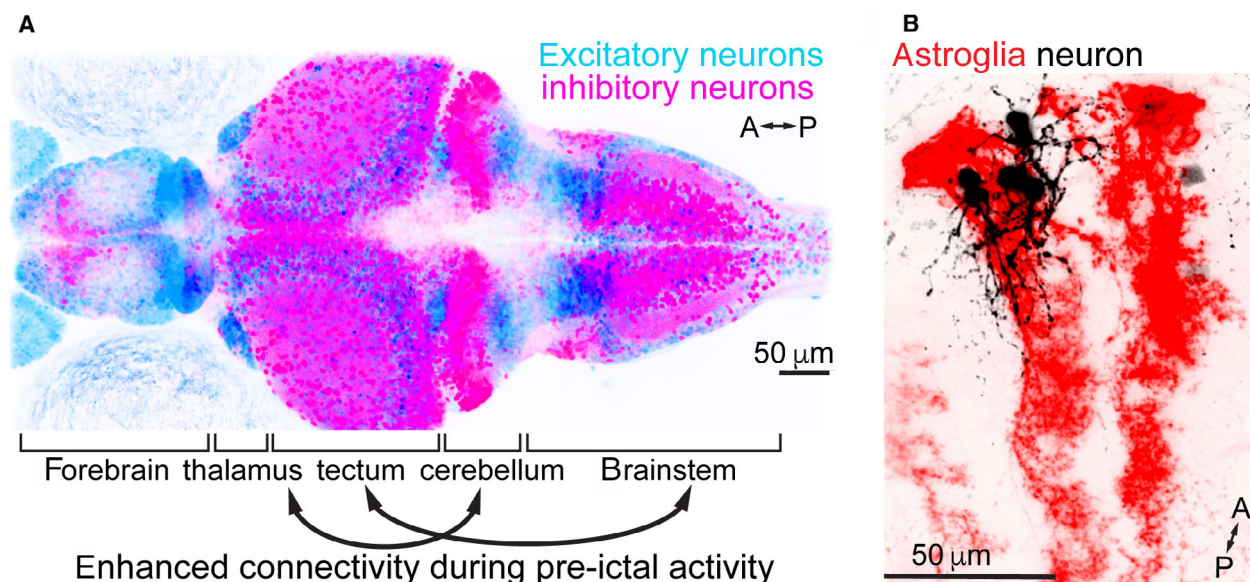 A
Excitatory neurons
inhibitory neurons
A↔P
50 μm
Forebrain thalamus tectum cerebellum Brainstem
Enhanced connectivity during pre-ictal activity
B
Astroglia neuron
A
P
50 μm